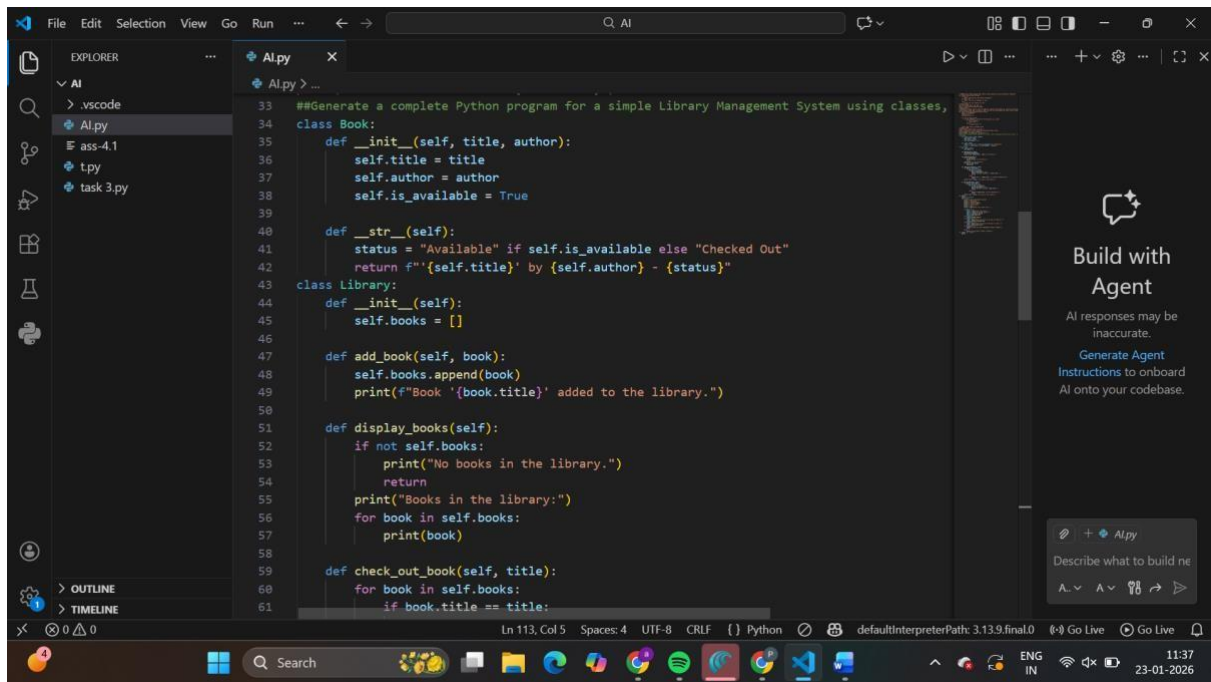 File Edit Selection View Go Run ... AI
EXPLORER
AI
.vscode
AI.py
ass-4.1
t.py
task 3.py
OUTLINE
TIMELINE
AI.py
AI.py > ...
33 ##Generate a complete Python program for a simple Library Management System using classes,
34 class Book:
35 def __init__(self, title, author):
36 self.title = title
37 self.author = author
38 self.is_available = True
39
40 def __str__(self):
41 status = "Available" if self.is_available else "Checked Out"
42 return f"'{self.title}' by {self.author} - {status}"
43 class Library:
44 def __init__(self):
45 self.books = []
46
47 def add_book(self, book):
48 self.books.append(book)
49 print(f"Book '{book.title}' added to the library.")
50
51 def display_books(self):
52 if not self.books:
53 print("No books in the library.")
54 return
55 print("Books in the library:")
56 for book in self.books:
57 print(book)
58
59 def check_out_book(self, title):
60 for book in self.books:
61 if book.title == title:
Build with
Agent
AI responses may be
inaccurate.
Generate Agent
Instructions to onboard
AI onto your codebase.
AI.py
Describe what to build ne
A..
A
0 0 Ln 113, Col 5 Spaces: 4 UTF-8 CRLF {} Python defaultInterpreterPath: 3.13.9.final.0 Go Live Go Live
1
4
Search
ENG
IN
11:37
23-01-2026